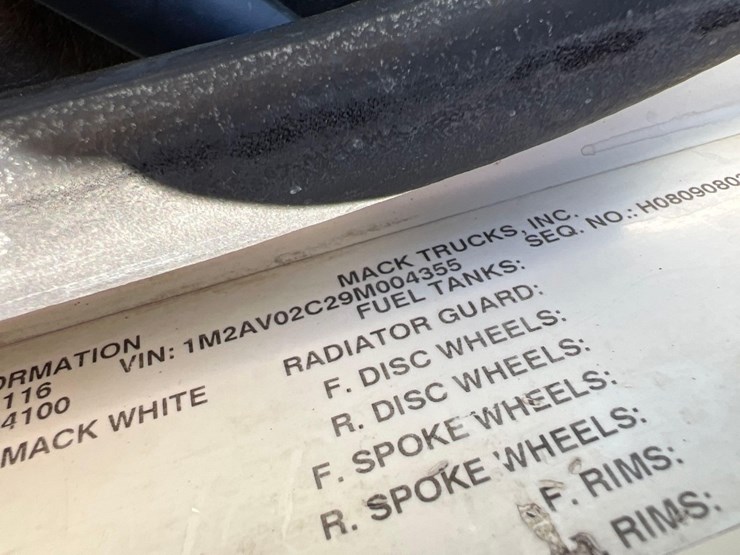 MACK TRUCKS, INC.
ORMATION VIN: 1M2AV02C29M004355 SEQ. NO.: H0809080
116 FUEL TANKS:
4100 RADIATOR GUARD:
MACK WHITE F. DISC WHEELS:
R. DISC WHEELS:
F. SPOKE WHEELS:
R. SPOKE WHEELS:
F. RIMS:
RIMS: